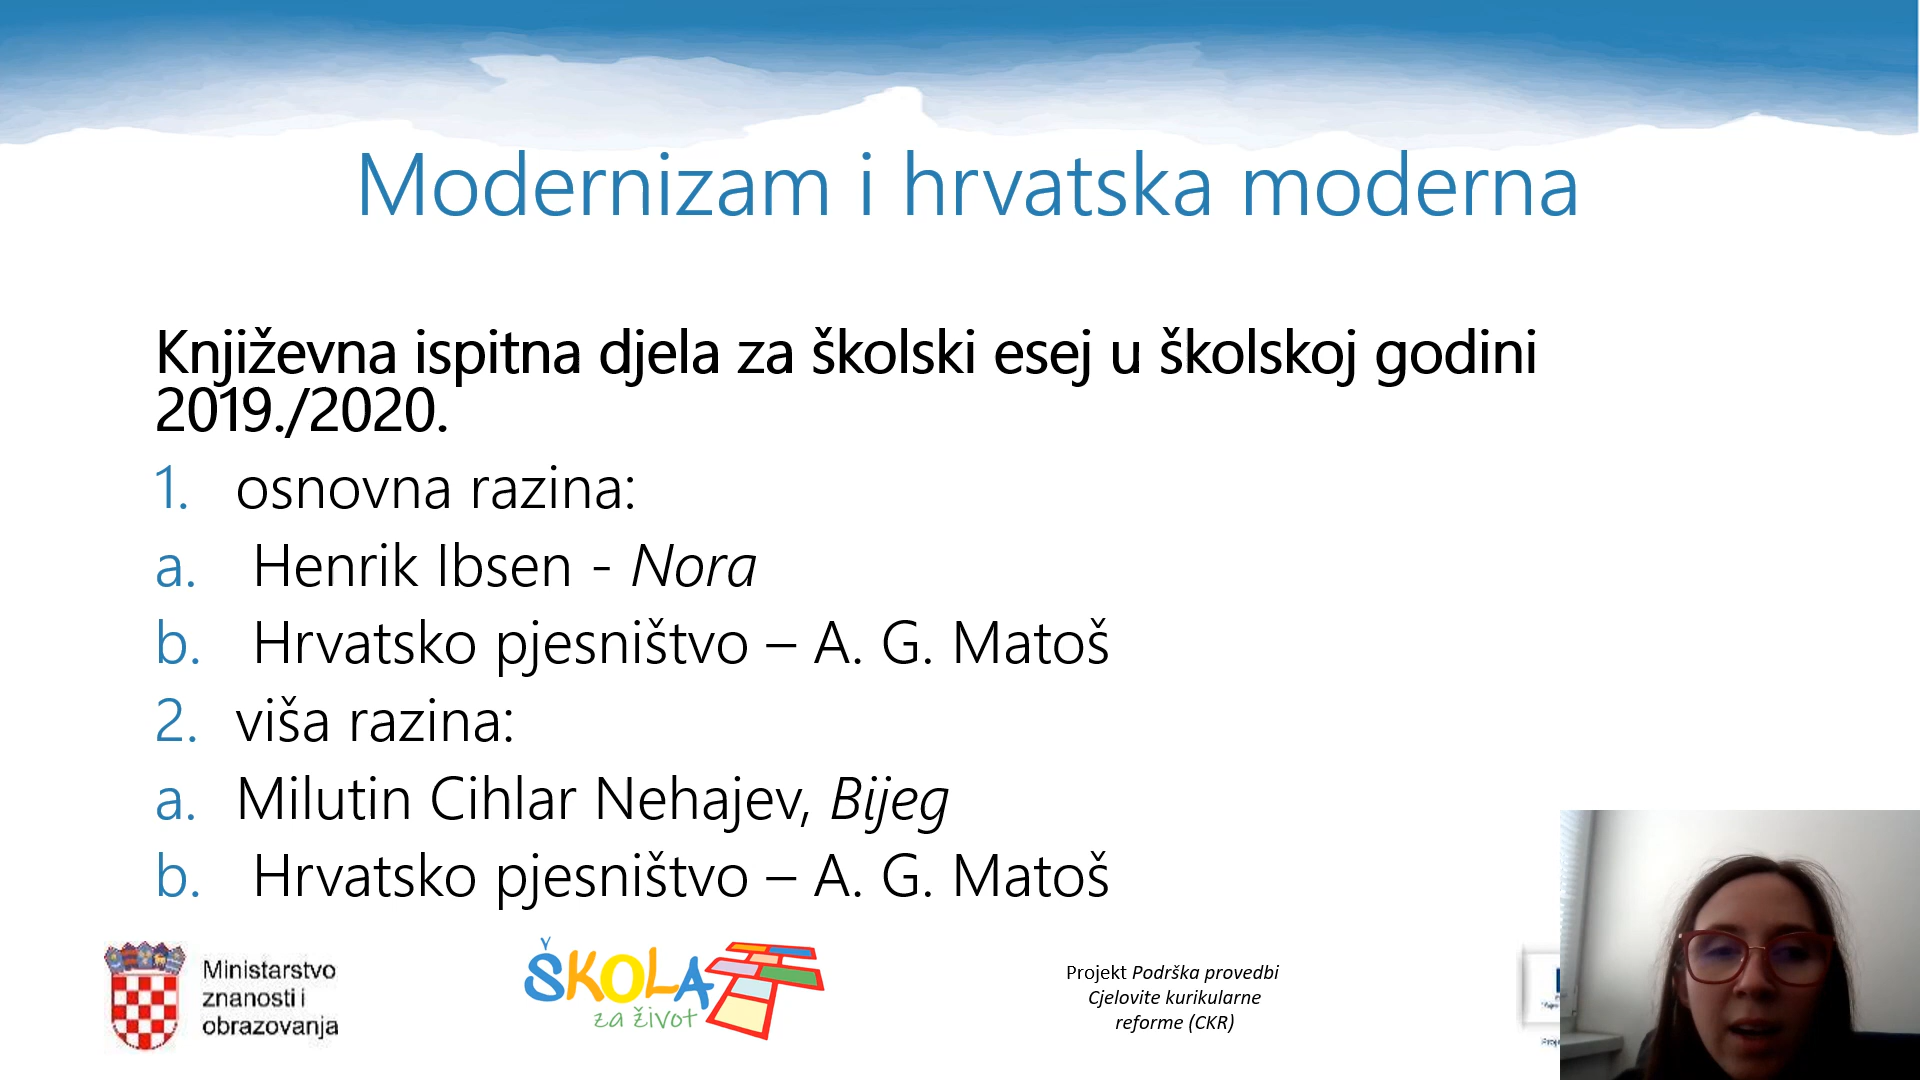 Modernizam i hrvatska moderna
Književna ispitna djela za školski esej u školskoj godini
2019./2020.
1. osnovna razina:
a. Henrik Ibsen - Nora
b. Hrvatsko pjesništvo – A. G. Matoš
2. viša razina:
a. Milutin Cihlar Nehajev, Bijeg
b. Hrvatsko pjesništvo – A. G. Matoš
Ministarstvo
znanosti i
obrazovanja
ŠKOLA
za život
Projekt Podrška provedbi
Cjelovite kurikularne
reforme (CKR)